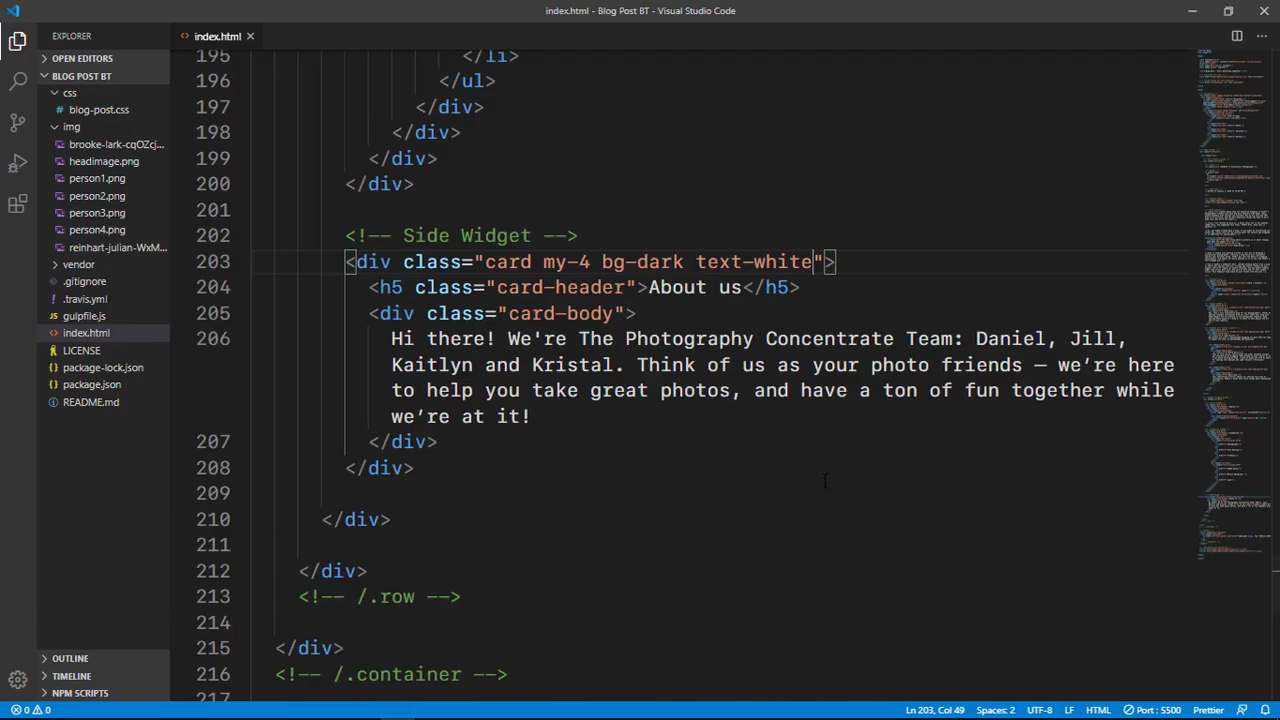 index.html - Blog Post BT - Visual Studio Code
EXPLORER
OPEN EDITORS
BLOG POST BT
css
blog-post.css
img
brooke-lark-cqOZcj...
headimage.png
person1.png
person2.png
person3.png
person4.png
reinhart-julian-WxM...
vendor
.gitignore
.travis.yml
gulpfile.js
index.html
LICENSE
package-lock.json
package.json
README.md
OUTLINE
TIMELINE
NPM SCRIPTS
index.html
195 </li>
196 </ul>
197 </div>
198 </div>
199 </div>
200 </div>
201
202 <!-- Side Widget -->
203 <div class="card my-4 bg-dark text-white">
204 <h5 class="card-header">About us</h5>
205 <div class="card-body">
206 Hi there! We're The Photography Concentrate Team: Daniel, Jill,
Kaitlyn and Kristal. Think of us as your photo friends – we’re here
to help you take great photos, and have a ton of fun together while
we’re at it!
207 </div>
208 </div>
209
210 </div>
211
212 </div>
213 <!-- /.row -->
214
215 </div>
216 <!-- /.container -->
217
0 0 Ln 203, Col 49 Spaces: 2 UTF-8 LF HTML Port : 5500 Prettier